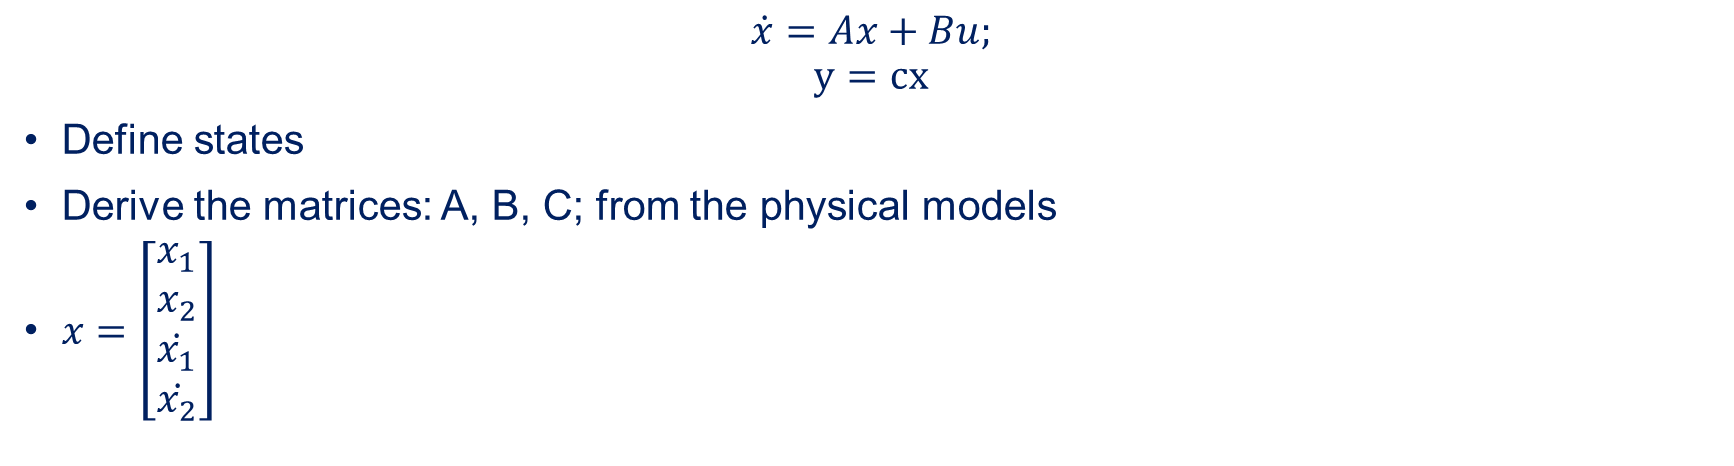 ẋ = Ax + Bu;
y = cx
• Define states
• Derive the matrices: A, B, C; from the physical models
• x = [x₁
x₂
ẋ₁
ẋ₂]